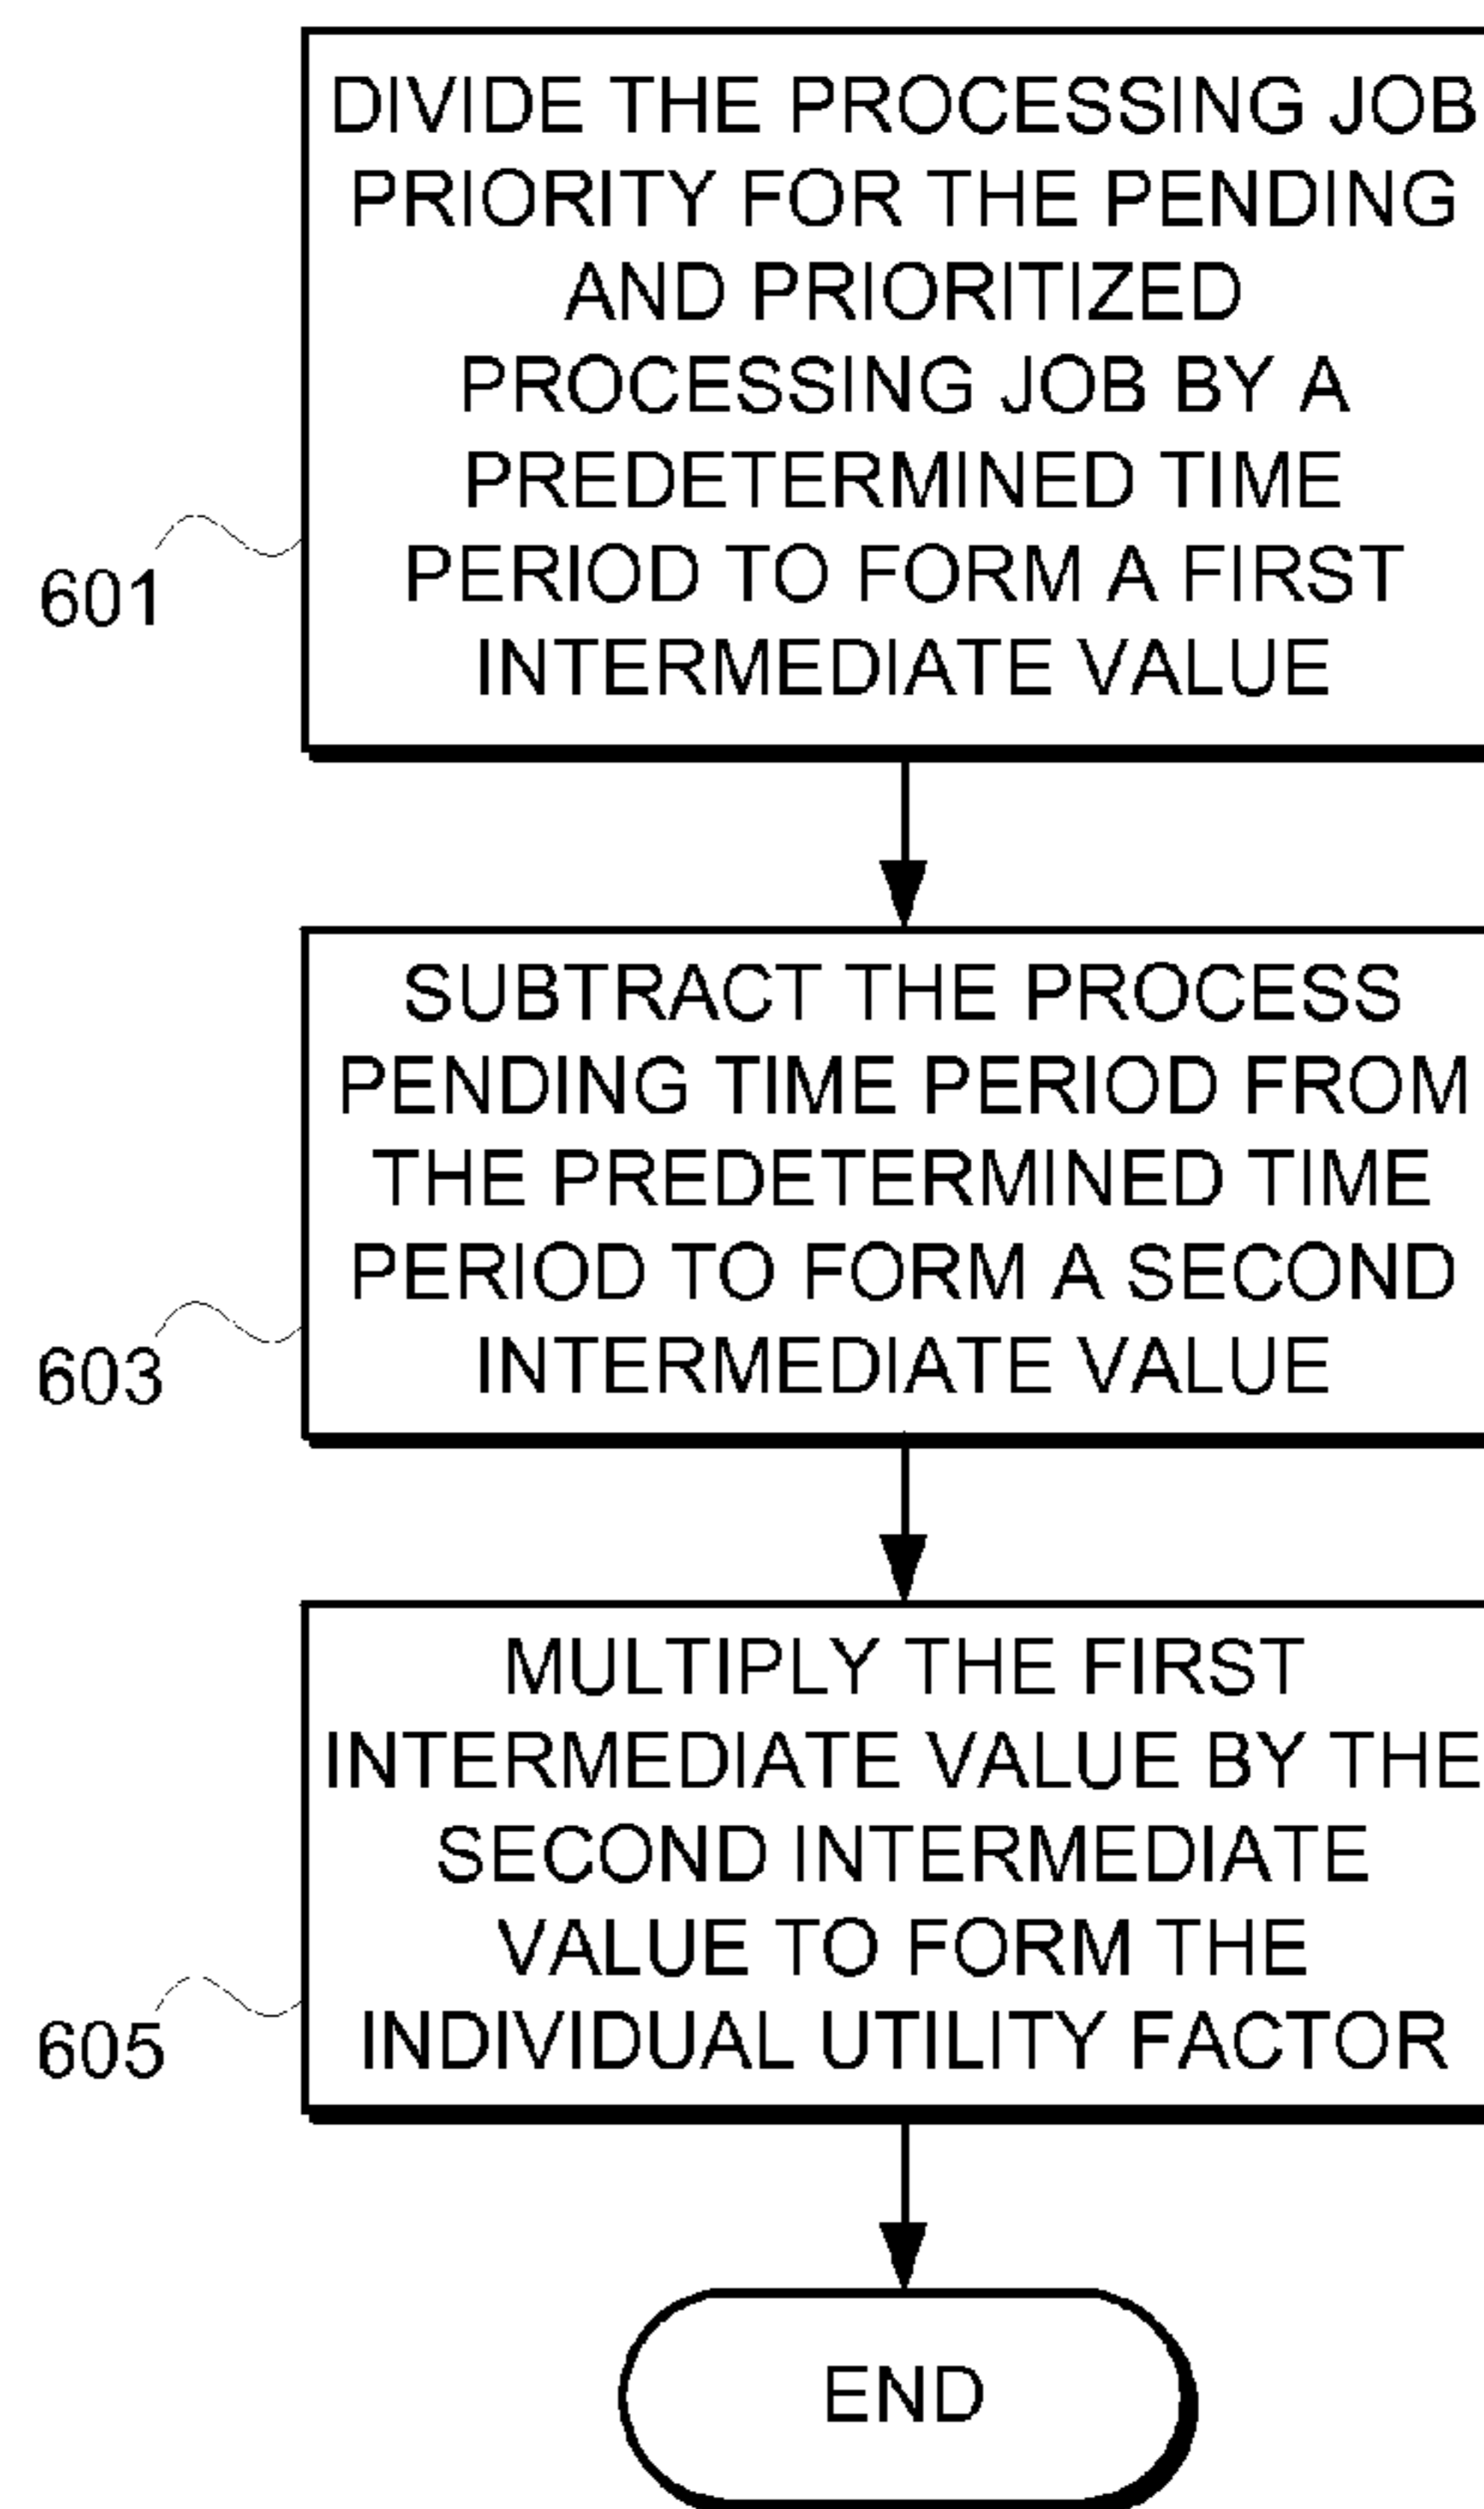 DIVIDE THE PROCESSING JOB
PRIORITY FOR THE PENDING
AND PRIORITIZED
PROCESSING JOB BY A
PREDETERMINED TIME
PERIOD TO FORM A FIRST
INTERMEDIATE VALUE
601
SUBTRACT THE PROCESS
PENDING TIME PERIOD FROM
THE PREDETERMINED TIME
PERIOD TO FORM A SECOND
INTERMEDIATE VALUE
603
MULTIPLY THE FIRST
INTERMEDIATE VALUE BY THE
SECOND INTERMEDIATE
VALUE TO FORM THE
INDIVIDUAL UTILITY FACTOR
605
END